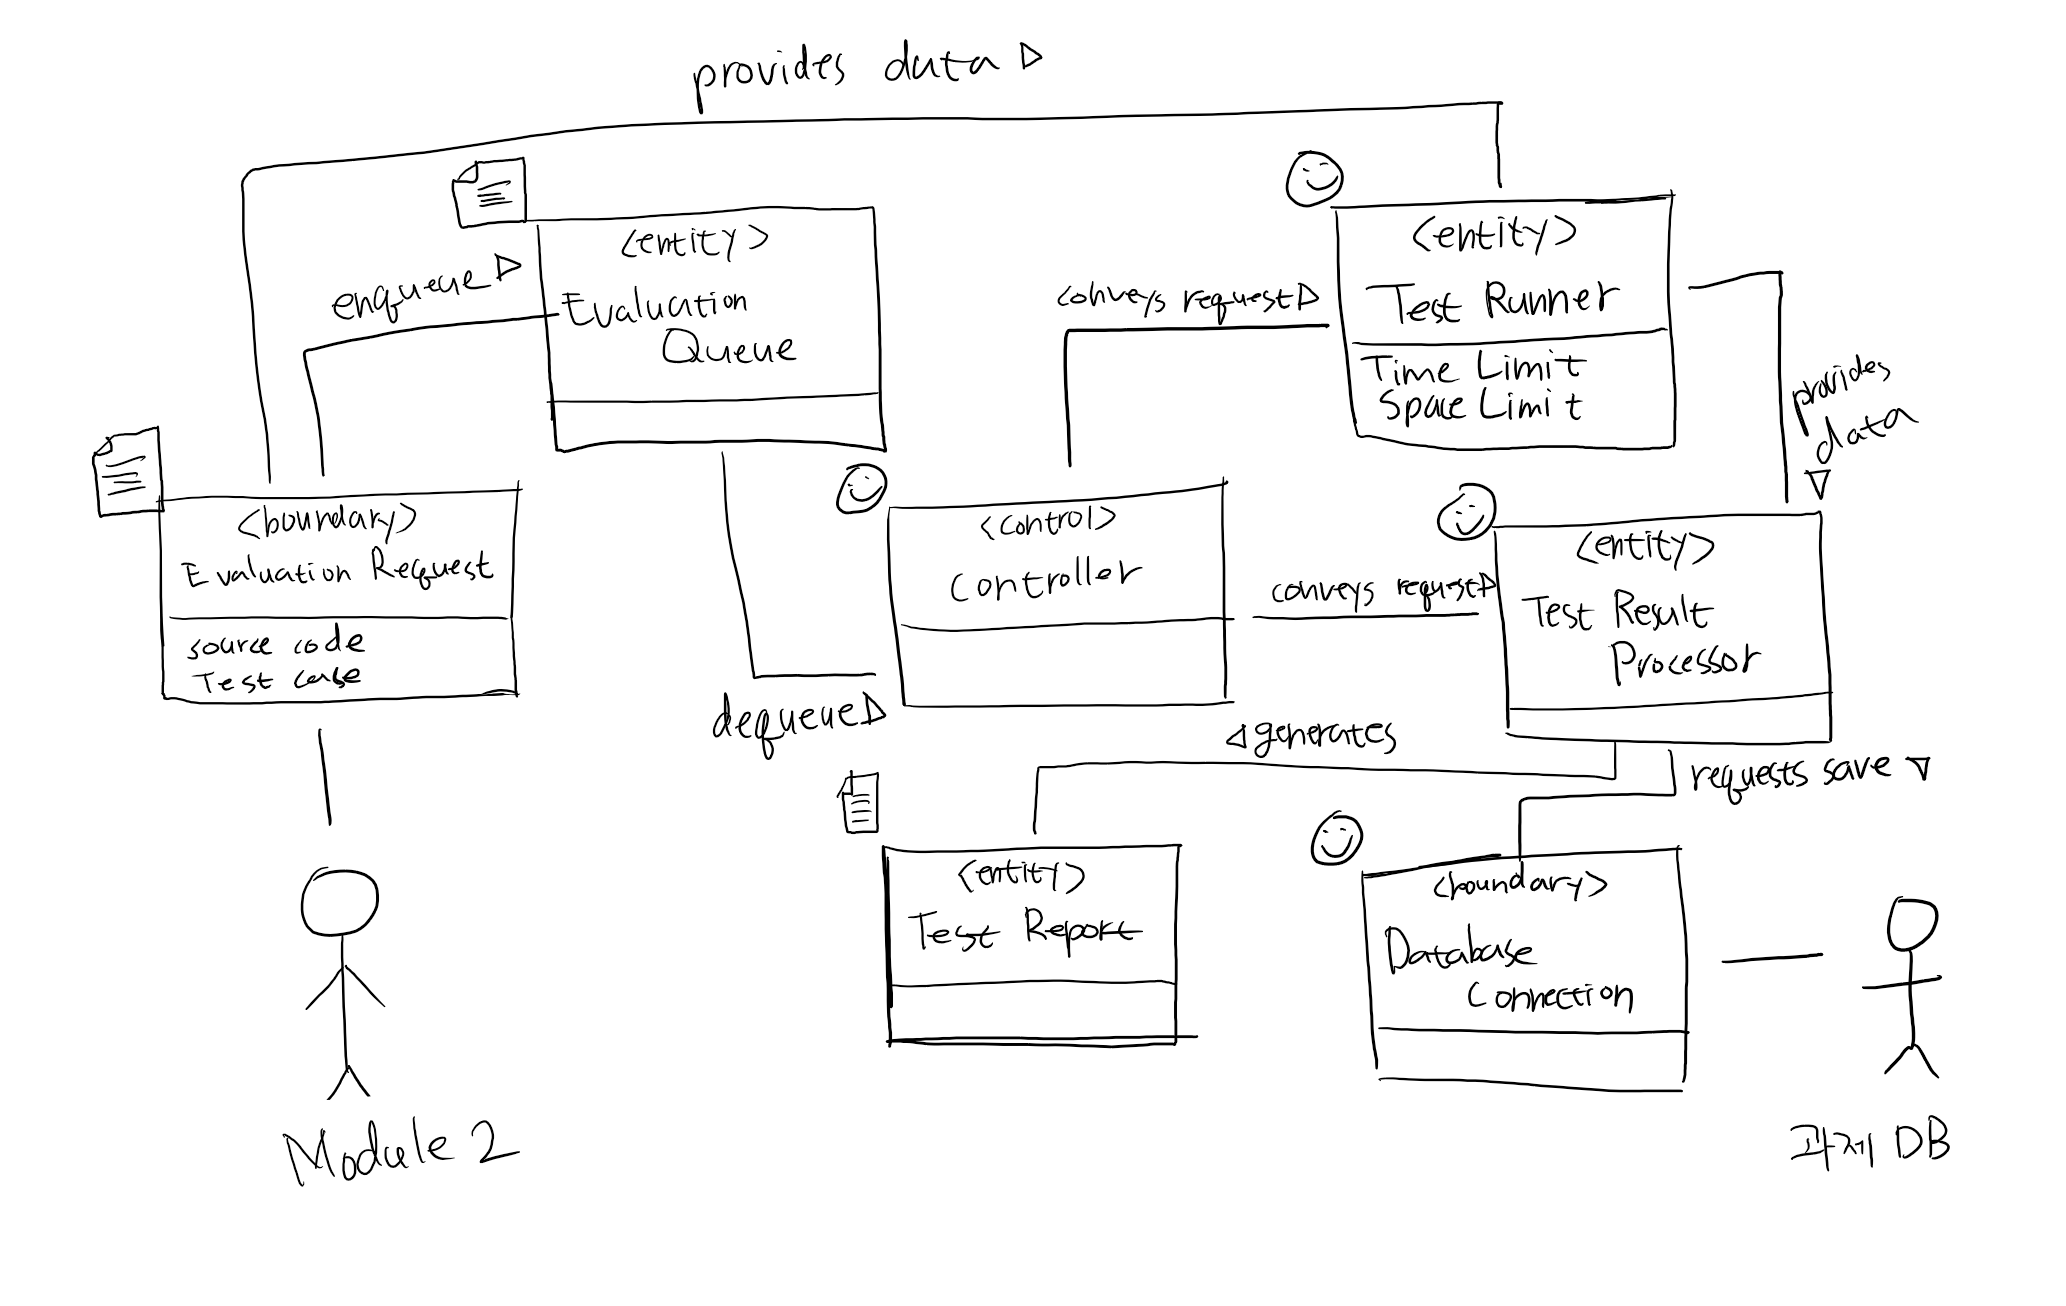 provides data ▷
<entity>
Evaluation
Queue
enqueue ▷
<entity>
Test Runner
Time Limit
Space Limit
conveys request ▷
provides
data
▽
<boundary>
Evaluation Request
source code
Test case
<control>
Controller
conveys request ▷
<entity>
Test Result
Processor
dequeue ▷
◁ generates
requests save ▽
<entity>
Test Report
<boundary>
Database
Connection
Module 2
과제 DB